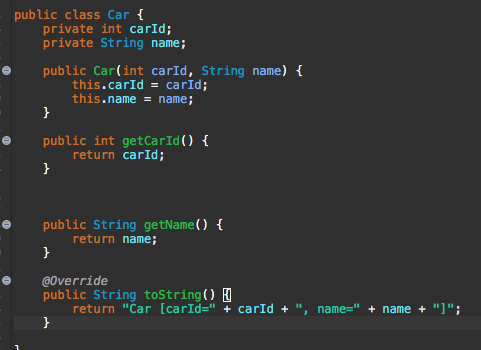 public class Car {
    private int carId;
    private String name;

    public Car(int carId, String name) {
        this.carId = carId;
        this.name = name;
    }

    public int getCarId() {
        return carId;
    }

    public String getName() {
        return name;
    }

    @Override
    public String toString() {
        return "Car [carId=" + carId + ", name=" + name + "]";
    }

}